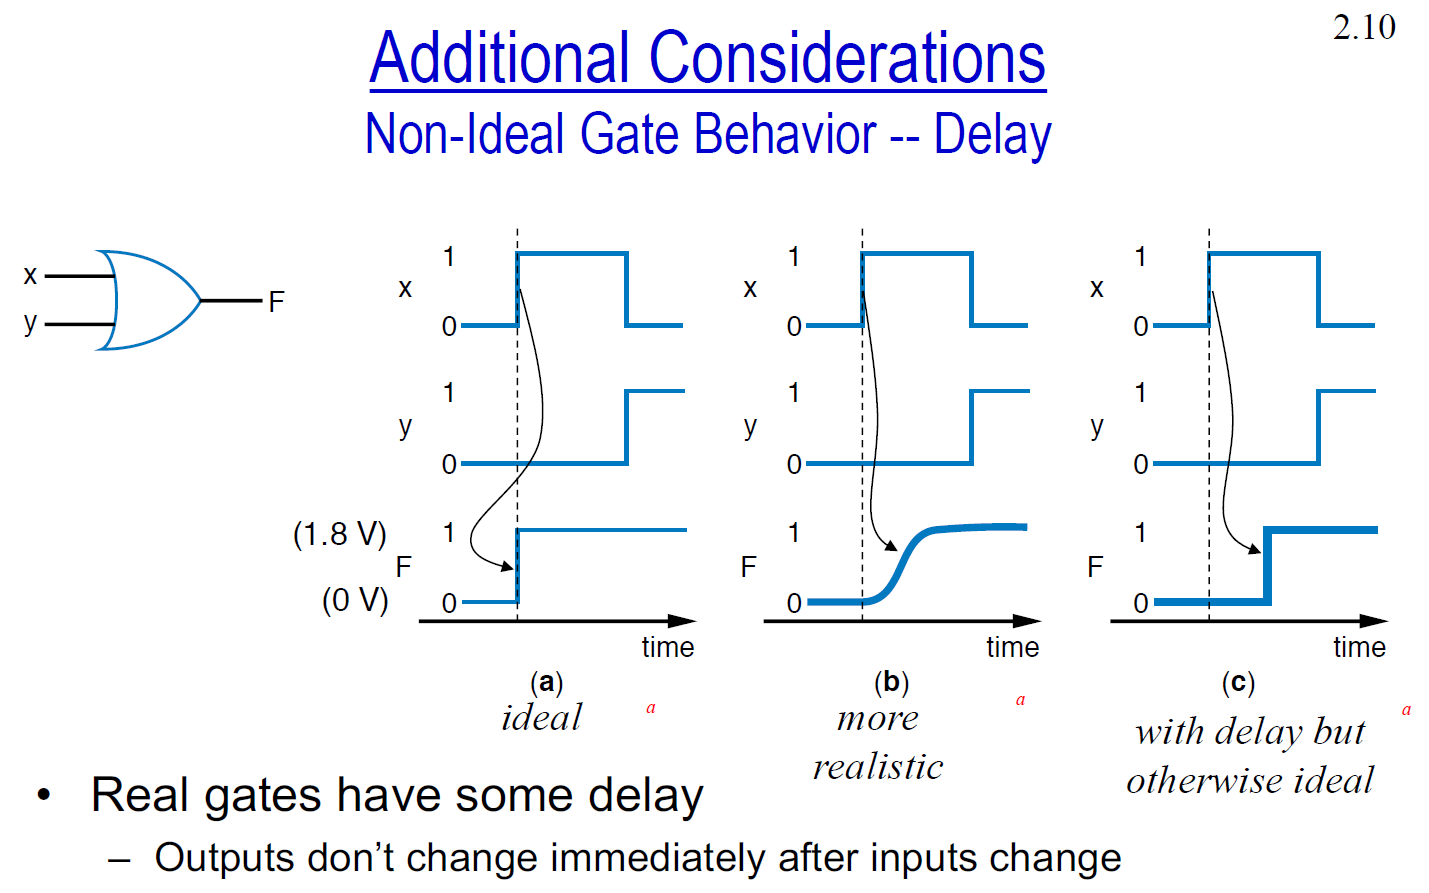 2.10
Additional Considerations
Non-Ideal Gate Behavior -- Delay
x
y
F
1
x
0
1
y
0
(1.8 V) 1
F
(0 V) 0
time
(a)
ideal
a
1
x
0
1
y
0
1
F
0
time
(b)
more
realistic
a
1
x
0
1
y
0
1
F
0
time
(c)
with delay but
otherwise ideal
a
• Real gates have some delay
– Outputs don't change immediately after inputs change